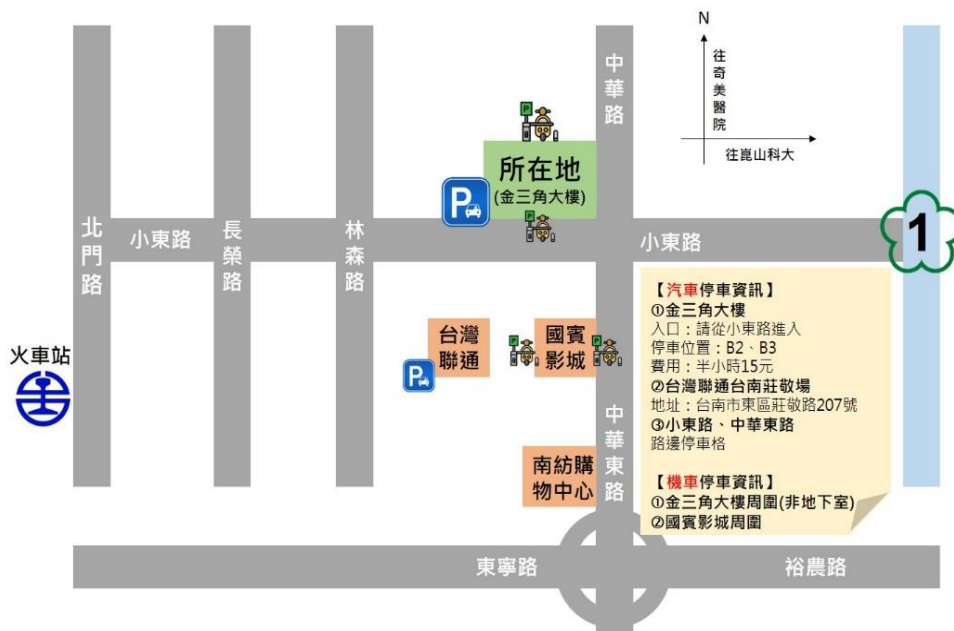 N
往奇美醫院
往崑山科大
中華路
所在地
(金三角大樓)
P
P
P
北門路
小東路
長榮路
林森路
小東路
1
火車站
台灣
聯通
P
國賓
影城
P
P
中華東路
南紡購
物中心
東寧路
裕農路
【汽車停車資訊】
①金三角大樓
入口：請從小東路進入
停車位置：B2、B3
費用：半小時15元
②台灣聯通台南莊敬場
地址：台南市東區莊敬路207號
③小東路、中華東路
路邊停車格
【機車停車資訊】
①金三角大樓周圍(非地下室)
②國賓影城周圍